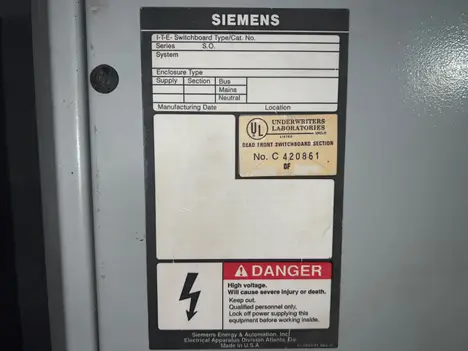 SIEMENS
I-T-E- Switchboard Type/Cat. No.
Series S.O.
System
Enclosure Type
Supply Section Bus
Mains
Neutral
Manufacturing Date Location
UL UNDERWRITERS
LABORATORIES
LISTED
DEAD FRONT SWITCHBOARD SECTION
No. C 420861
OF
DANGER
High voltage.
Will cause severe injury or death.
Keep out.
Qualified personnel only.
Lock off power supplying this
equipment before working inside.
Siemens Energy & Automation, Inc.
Electrical Apparatus Division Atlanta,
Made in U.S.A.